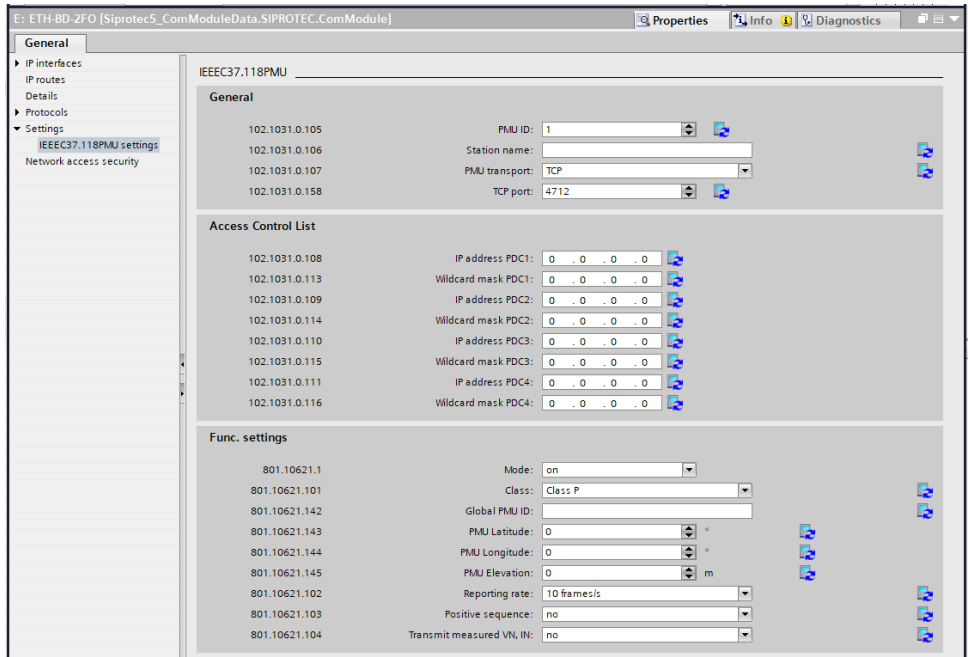 E: ETH-BD-2FO [Siprotec5_ComModuleData.SIPROTEC.ComModule]
Properties Info Diagnostics
General
IP interfaces
IP routes
Details
Protocols
Settings
IEEEC37.118PMU settings
Network access security
IEEEC37.118PMU
General
102.1031.0.105 PMU ID: 1
102.1031.0.106 Station name:
102.1031.0.107 PMU transport: TCP
102.1031.0.158 TCP port: 4712
Access Control List
102.1031.0.108 IP address PDC1: 0 . 0 . 0 . 0
102.1031.0.113 Wildcard mask PDC1: 0 . 0 . 0 . 0
102.1031.0.109 IP address PDC2: 0 . 0 . 0 . 0
102.1031.0.114 Wildcard mask PDC2: 0 . 0 . 0 . 0
102.1031.0.110 IP address PDC3: 0 . 0 . 0 . 0
102.1031.0.115 Wildcard mask PDC3: 0 . 0 . 0 . 0
102.1031.0.111 IP address PDC4: 0 . 0 . 0 . 0
102.1031.0.116 Wildcard mask PDC4: 0 . 0 . 0 . 0
Func. settings
801.10621.1 Mode: on
801.10621.101 Class: Class P
801.10621.142 Global PMU ID:
801.10621.143 PMU Latitude: 0 °
801.10621.144 PMU Longitude: 0 °
801.10621.145 PMU Elevation: 0 m
801.10621.102 Reporting rate: 10 frames/s
801.10621.103 Positive sequence: no
801.10621.104 Transmit measured VN, IN: no